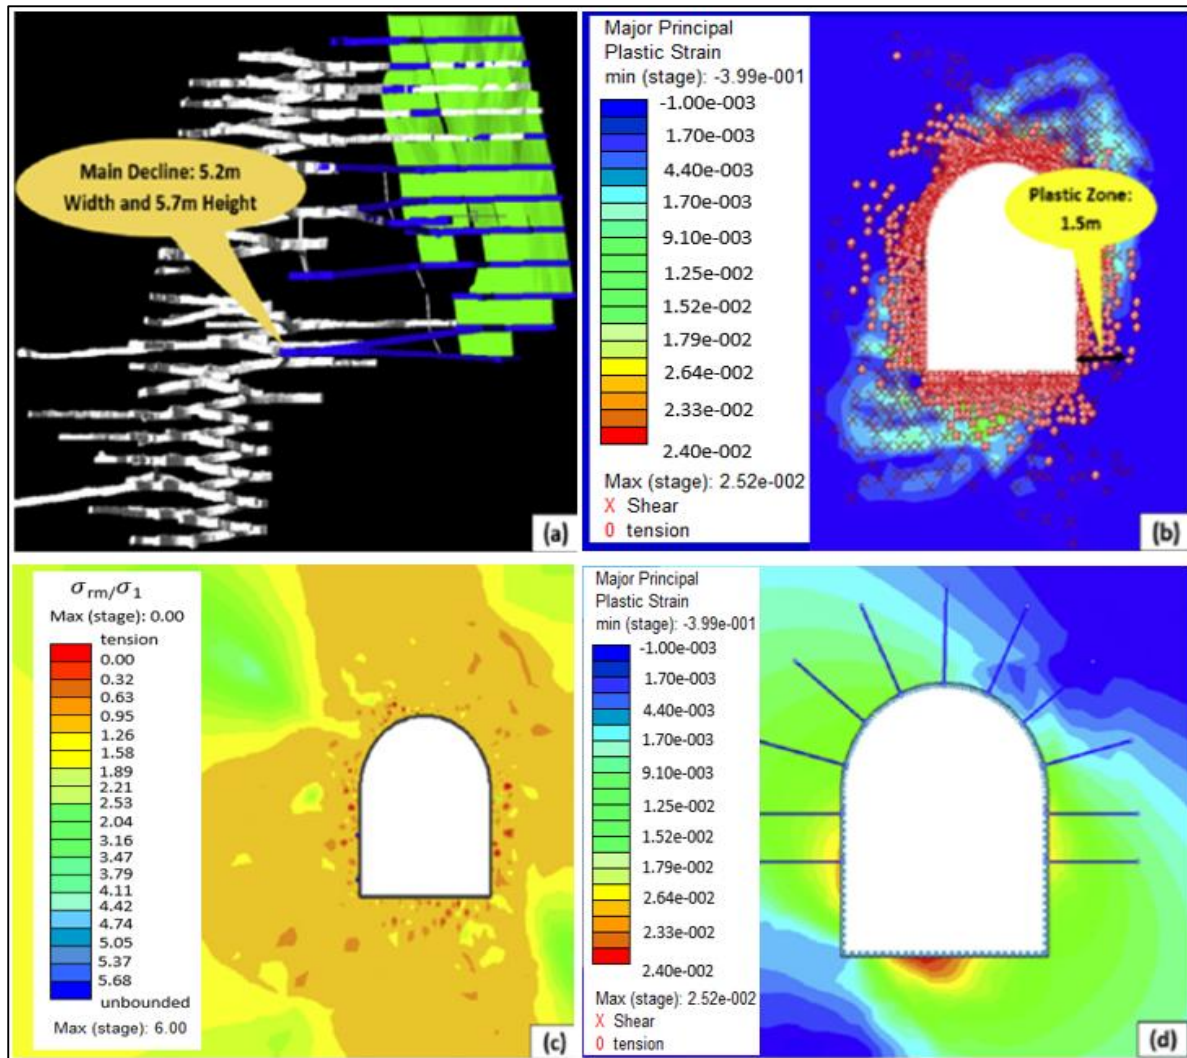 Main Decline: 5.2m
Width and 5.7m Height
(a)
Major Principal
Plastic Strain
min (stage): -3.99e-001
-1.00e-003
1.70e-003
4.40e-003
1.70e-003
9.10e-003
1.25e-002
1.52e-002
1.79e-002
2.64e-002
2.33e-002
2.40e-002
Max (stage): 2.52e-002
X Shear
0 tension
Plastic Zone:
1.5m
(b)
σrm/σ1
Max (stage): 0.00
tension
0.00
0.32
0.63
0.95
1.26
1.58
1.89
2.21
2.53
2.04
3.16
3.47
3.79
4.11
4.42
4.74
5.05
5.37
5.68
unbounded
Max (stage): 6.00
(c)
Major Principal
Plastic Strain
min (stage): -3.99e-001
-1.00e-003
1.70e-003
4.40e-003
1.70e-003
9.10e-003
1.25e-002
1.52e-002
1.79e-002
2.64e-002
2.33e-002
2.40e-002
Max (stage): 2.52e-002
X Shear
0 tension
(d)